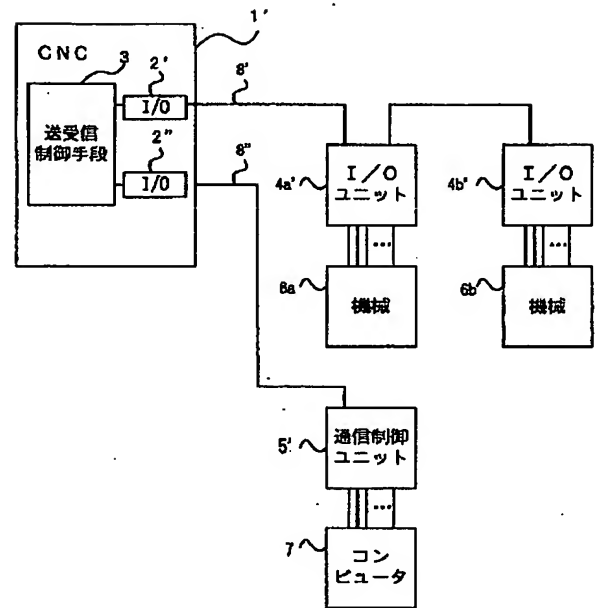 1'
CNC
3
2'
I/O
8'
送受信
制御手段
2"
I/O
8"
4a'
I/O
ユニット
4b'
I/O
ユニット
...
...
6a
機械
6b
機械
5'
通信制御
ユニット
...
7
コン
ピュータ